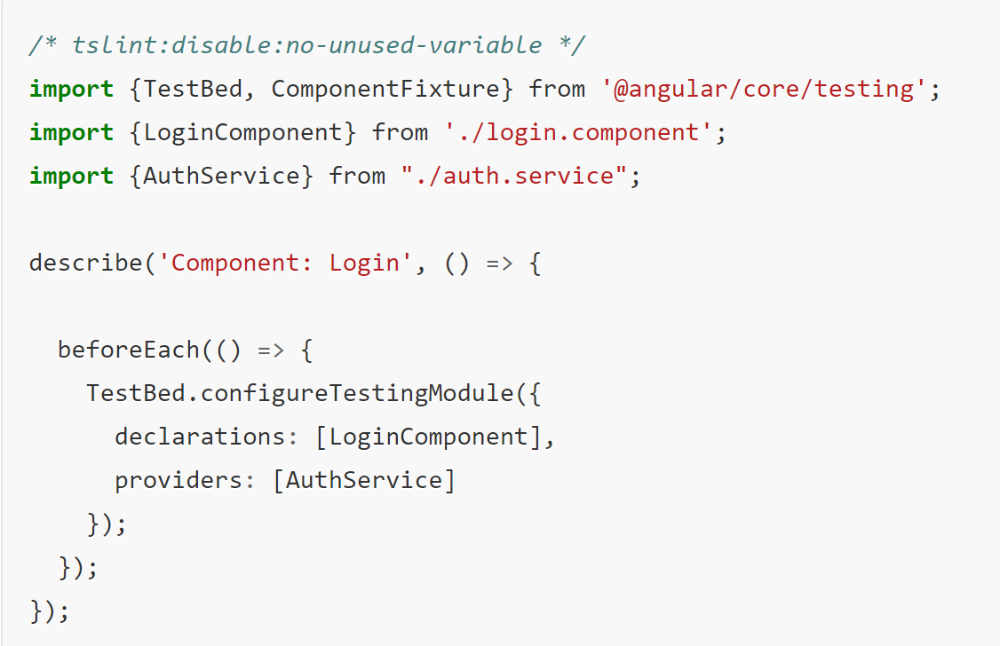 /* tslint:disable:no-unused-variable */
import {TestBed, ComponentFixture} from '@angular/core/testing';
import {LoginComponent} from './login.component';
import {AuthService} from "./auth.service";

describe('Component: Login', () => {

  beforeEach(() => {
    TestBed.configureTestingModule({
      declarations: [LoginComponent],
      providers: [AuthService]
    });
  });
});